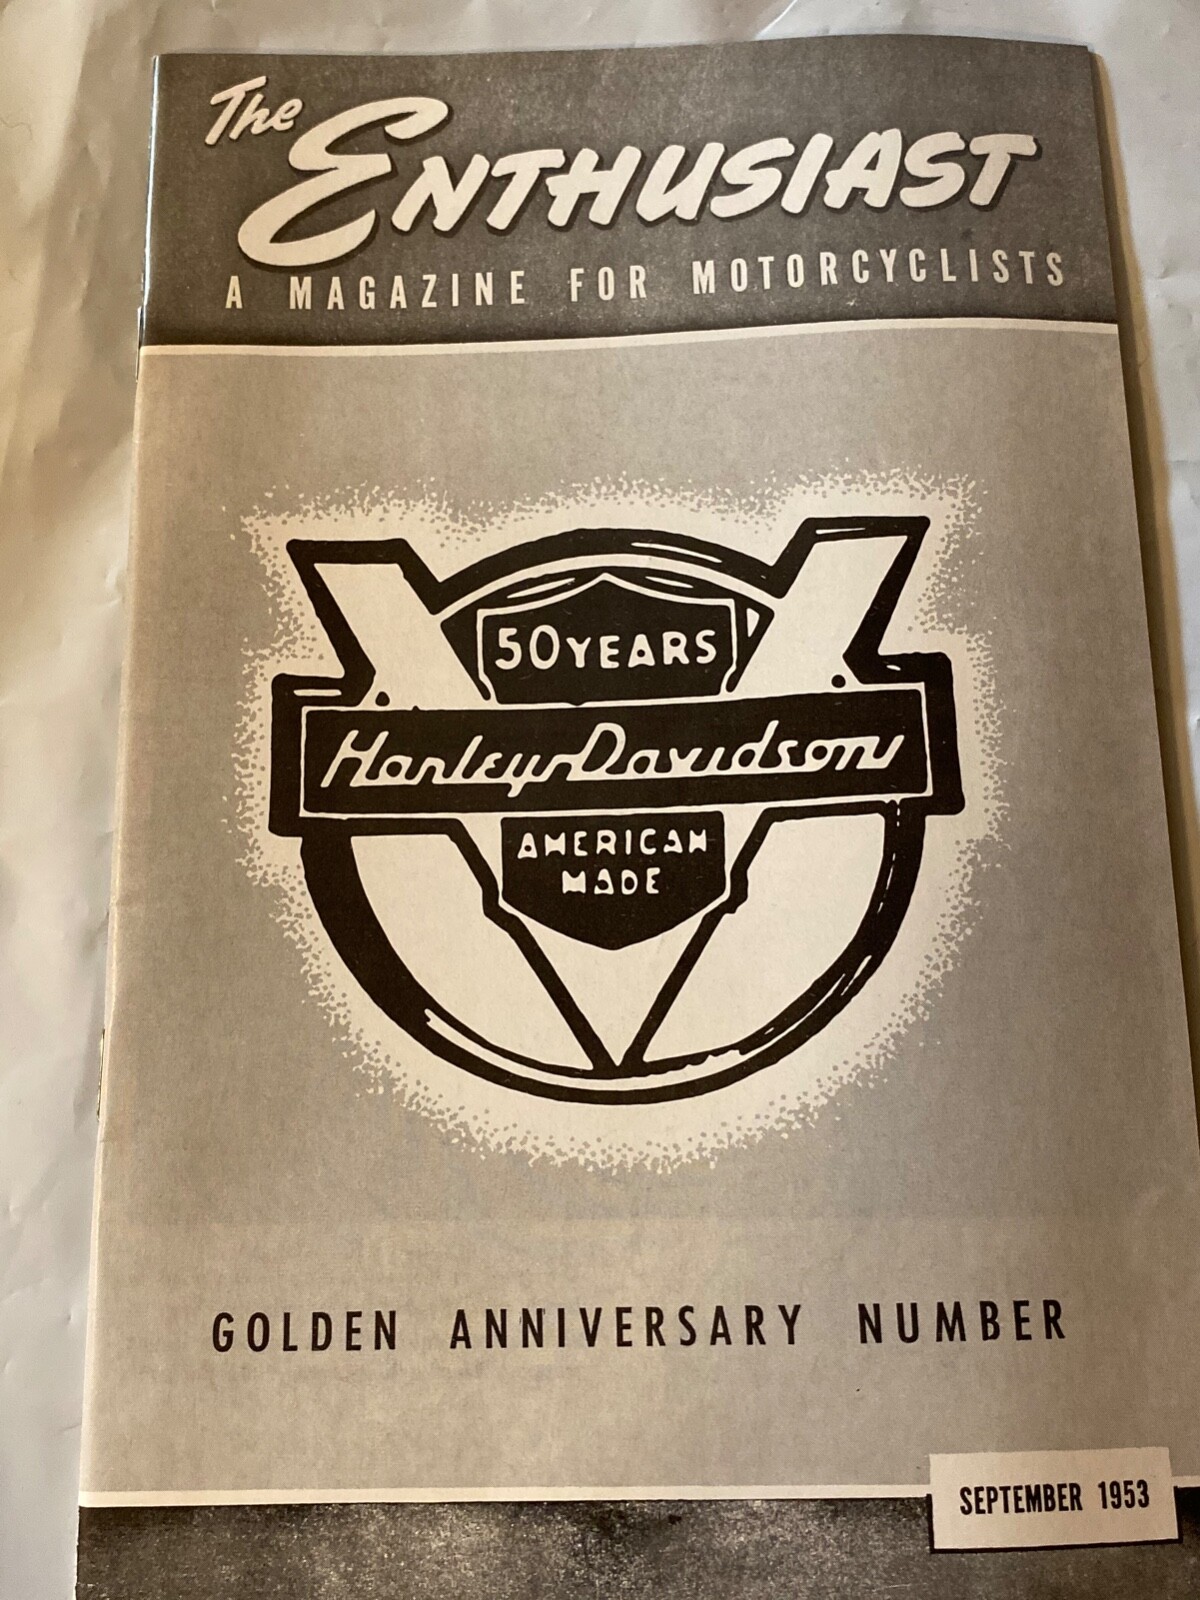 The ENTHUSIAST
A MAGAZINE FOR MOTORCYCLISTS
50 YEARS
Harley-Davidson
AMERICAN
MADE
GOLDEN ANNIVERSARY NUMBER
SEPTEMBER 1953